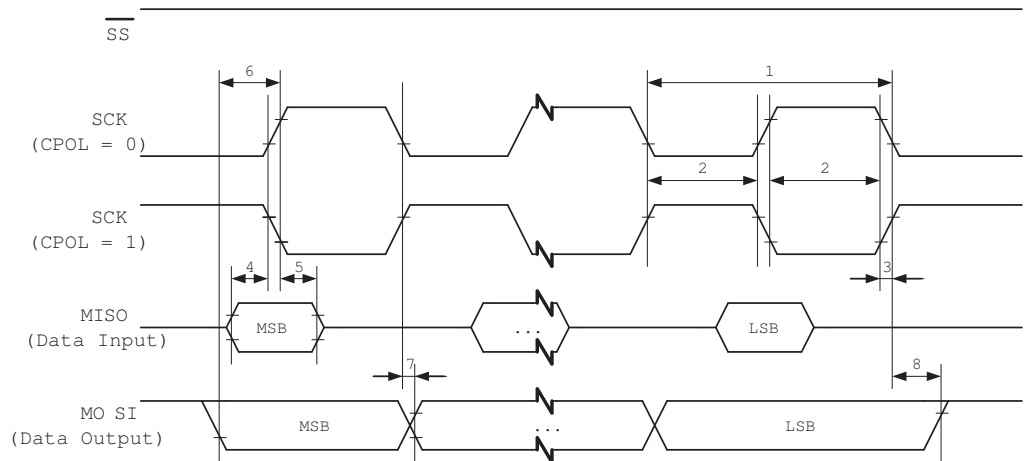 SS
6
1
SCK
(CPOL = 0)
2
2
SCK
(CPOL = 1)
4
5
3
MISO
(Data Input)
MSB
...
LSB
7
8
MO SI
(Data Output)
MSB
...
LSB